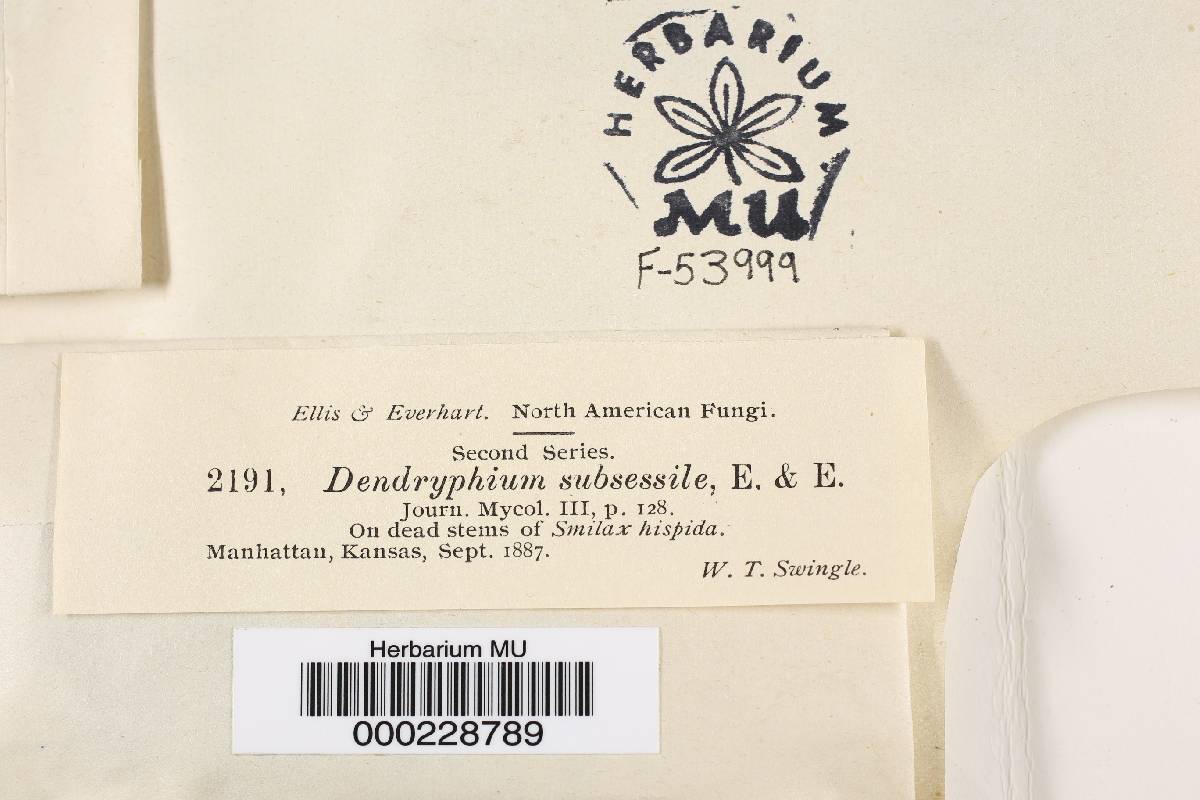 HERBARIUM
MU
F-53999
Ellis & Everhart. North American Fungi.
Second Series.
2191, Dendryphium subsessile, E. & E.
Journ. Mycol. III, p. 128.
On dead stems of Smilax hispida.
Manhattan, Kansas, Sept. 1887.
W. T. Swingle.
Herbarium MU
000228789